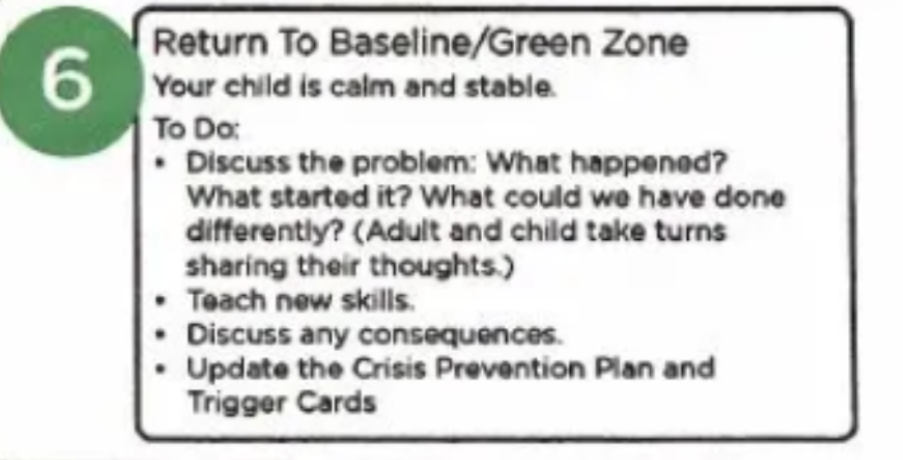 6
Return To Baseline/Green Zone
Your child is calm and stable.
To Do:
• Discuss the problem: What happened?
What started it? What could we have done
differently? (Adult and child take turns
sharing their thoughts.)
• Teach new skills.
• Discuss any consequences.
• Update the Crisis Prevention Plan and
Trigger Cards